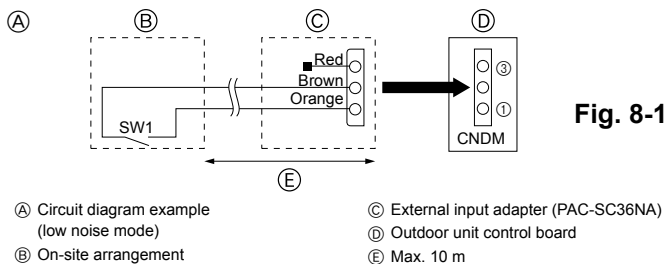 Ⓐ Ⓑ Ⓒ Ⓓ
Red
Brown
Orange
③
①
SW1
CNDM
Fig. 8-1
Ⓔ
Ⓐ Circuit diagram example
(low noise mode)
Ⓑ On-site arrangement
Ⓒ External input adapter (PAC-SC36NA)
Ⓓ Outdoor unit control board
Ⓔ Max. 10 m